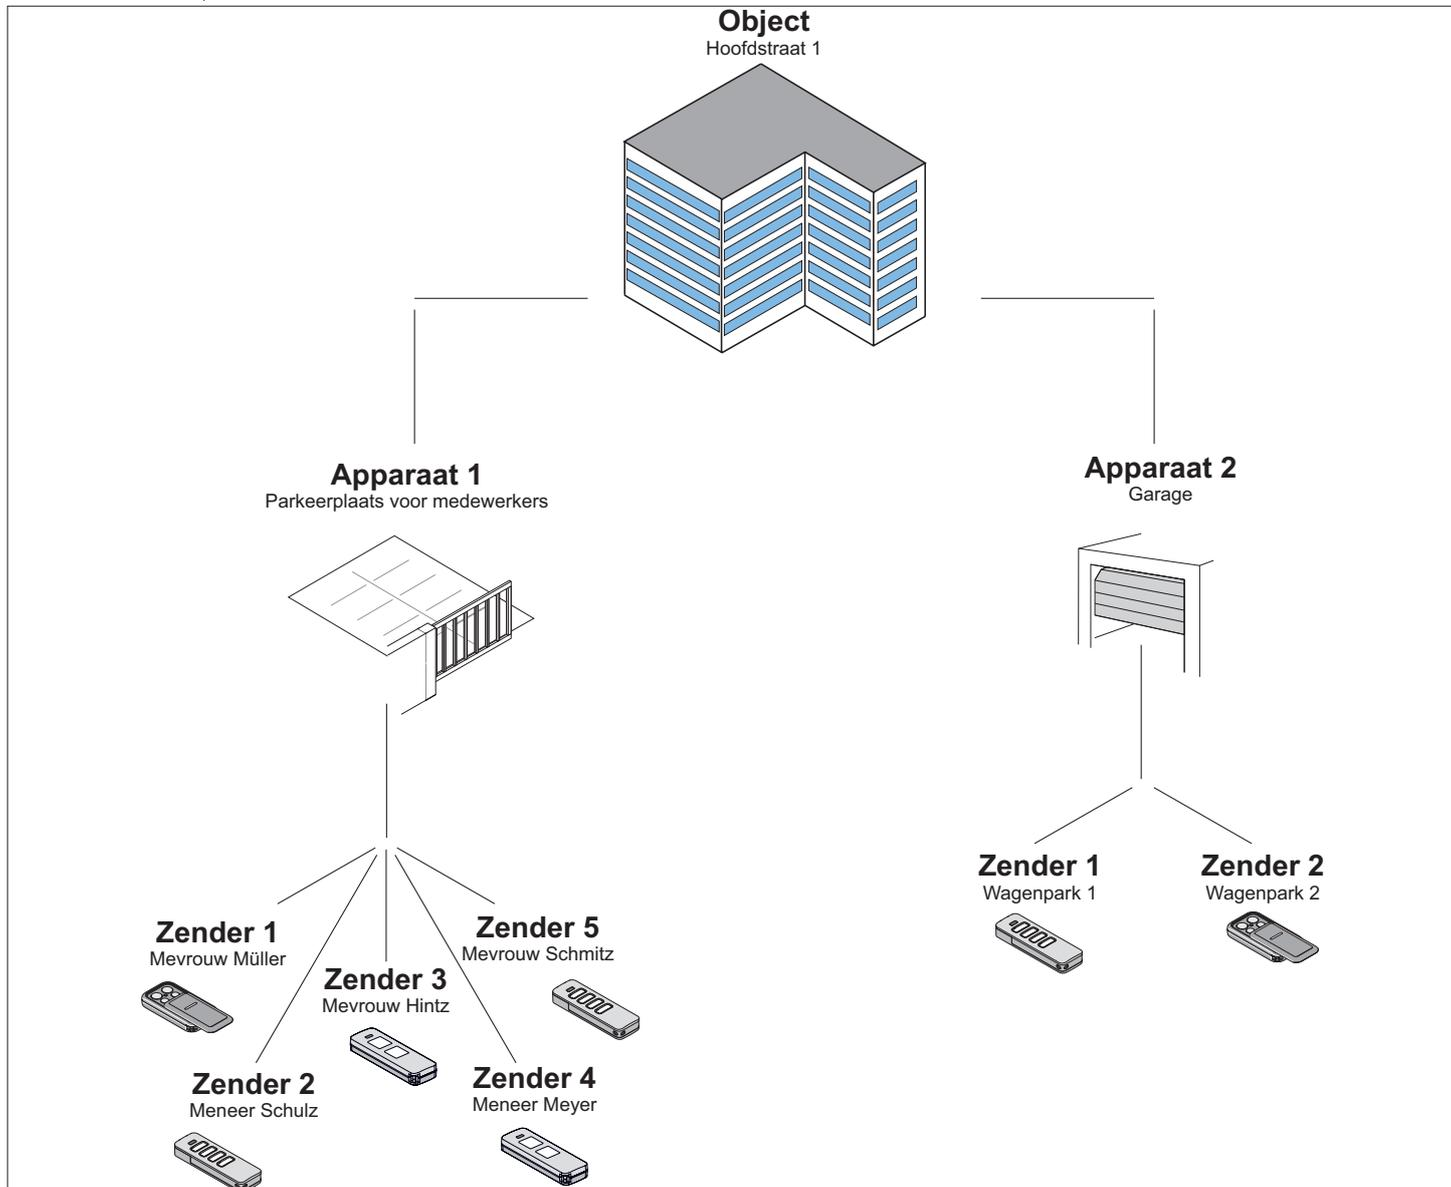 Object
Hoofdstraat 1
Apparaat 1
Parkeerplaats voor medewerkers
Apparaat 2
Garage
Zender 1
Mevrouw Müller
Zender 2
Meneer Schulz
Zender 3
Mevrouw Hintz
Zender 4
Meneer Meyer
Zender 5
Mevrouw Schmitz
Zender 1
Wagenpark 1
Zender 2
Wagenpark 2